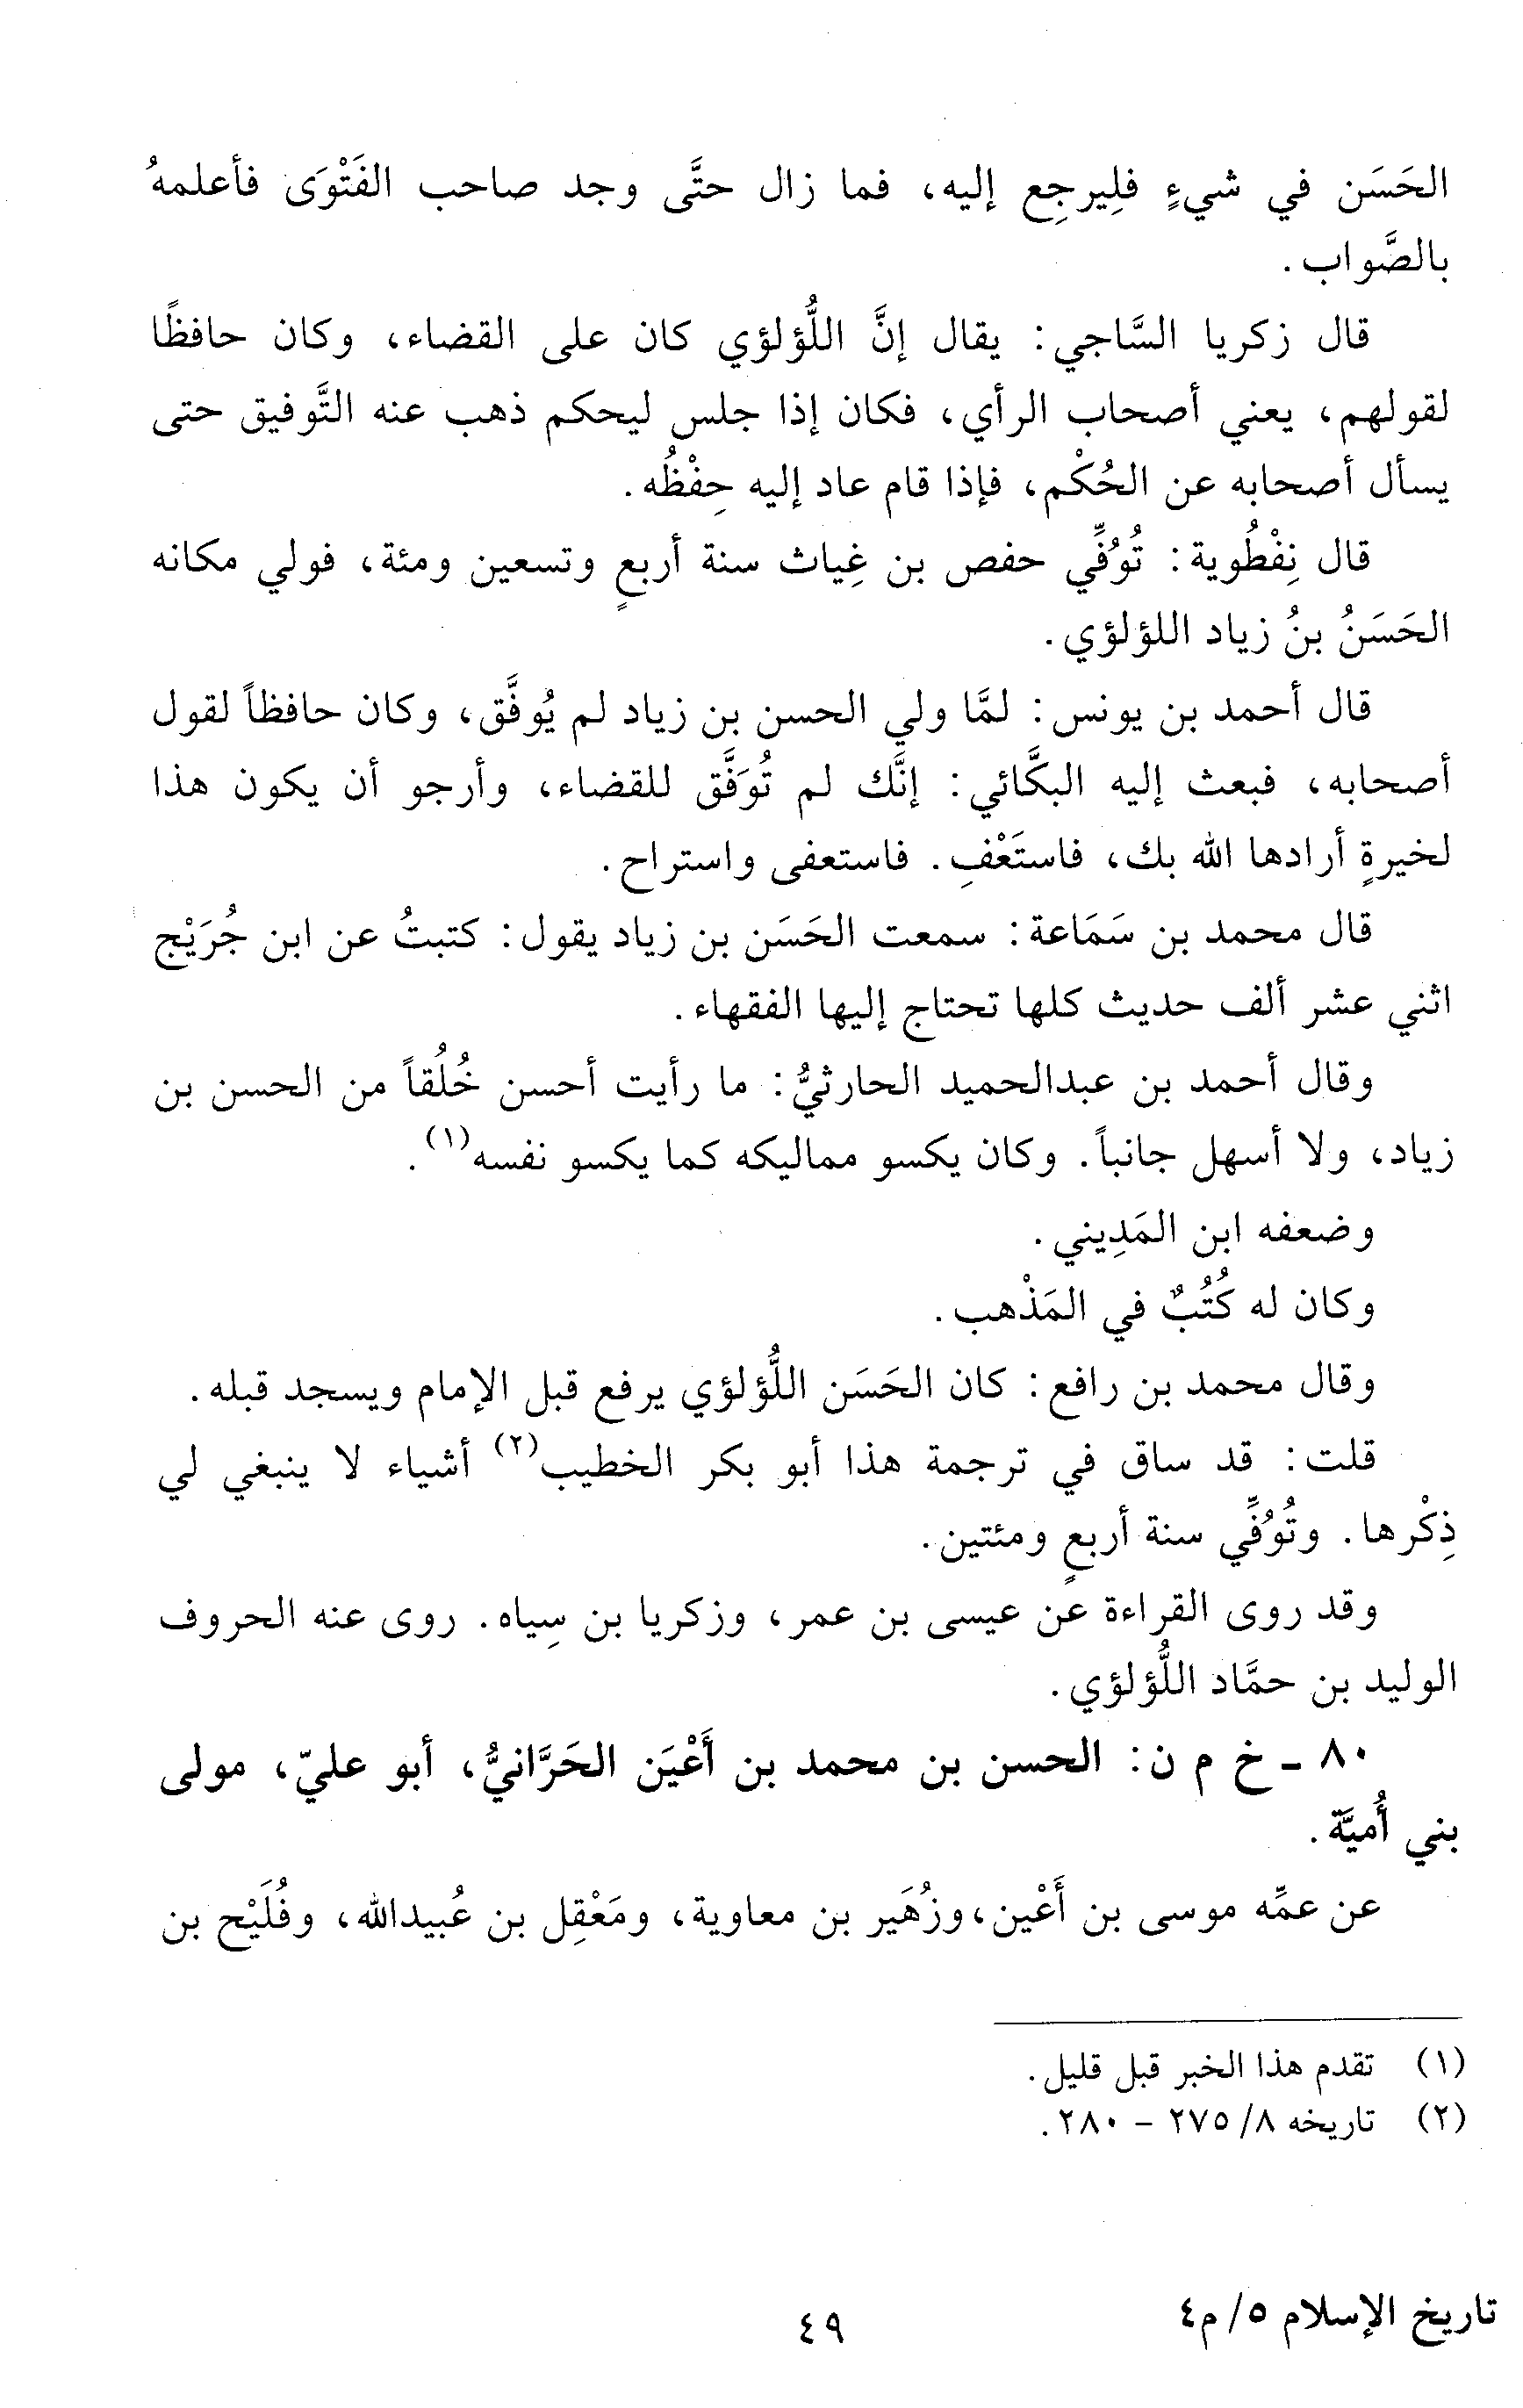 الحَسَن في شيءٍ فلِيرجِع إليه، فما زال حتَّى وجد صاحب الفَتْوَى فأعلمهُ
بالصَّواب.
قال زكريا السَّاجي: يقال إنَّ اللُّؤلؤي كان على القضاء، وكان حافظًا
لقولهم، يعني أصحاب الرأي، فكان إذا جلس ليحكم ذهب عنه التَّوفيق حتى
يسأل أصحابه عن الحُكْم، فإذا قام عاد إليه حِفْظُه.
قال نِفْطُوية: تُوُفِّي حفص بن غِياث سنة أربعٍ وتسعين ومئة، فولي مكانه
الحَسَنُ بنُ زياد اللؤلؤي.
قال أحمد بن يونس: لمَّا ولي الحسن بن زياد لم يُوفَّق، وكان حافظاً لقول
أصحابه، فبعث إليه البكَّائي: إنَّك لم تُوَفَّق للقضاء، وأرجو أن يكون هذا
لخيرةٍ أرادها الله بك، فاستَعْفِ. فاستعفى واستراح.
قال محمد بن سَمَاعة: سمعت الحَسَن بن زياد يقول: كتبتُ عن ابن جُرَيْج
اثني عشر ألف حديث كلها تحتاج إليها الفقهاء.
وقال أحمد بن عبدالحميد الحارثيُّ: ما رأيت أحسن خُلُقاً من الحسن بن
زياد، ولا أسهل جانباً. وكان يكسو مماليكه كما يكسو نفسه(١).
وضعفه ابن المَدِيني.
وكان له كُتُبٌ في المَذْهب.
وقال محمد بن رافع: كان الحَسَن اللُّؤلؤي يرفع قبل الإمام ويسجد قبله.
قلت: قد ساق في ترجمة هذا أبو بكر الخطيب(٢) أشياء لا ينبغي لي
ذِكْرها. وتُوُفِّي سنة أربعٍ ومئتين.
وقد روى القراءة عن عيسى بن عمر، وزكريا بن سِياه. روى عنه الحروف
الوليد بن حمَّاد اللُّؤلؤي.
٨٠ - خ م ن: الحسن بن محمد بن أَعْيَن الحَرَّانيُّ، أبو عليّ، مولى
بني أُميَّة.
عن عمِّه موسى بن أَعْين، وزُهَير بن معاوية، ومَعْقِل بن عُبيدالله، وفُلَيْح بن
(١) تقدم هذا الخبر قبل قليل.
(٢) تاريخه ٨/ ٢٧٥ - ٢٨٠.
تاريخ الإسلام ٥/ م٤
٤٩